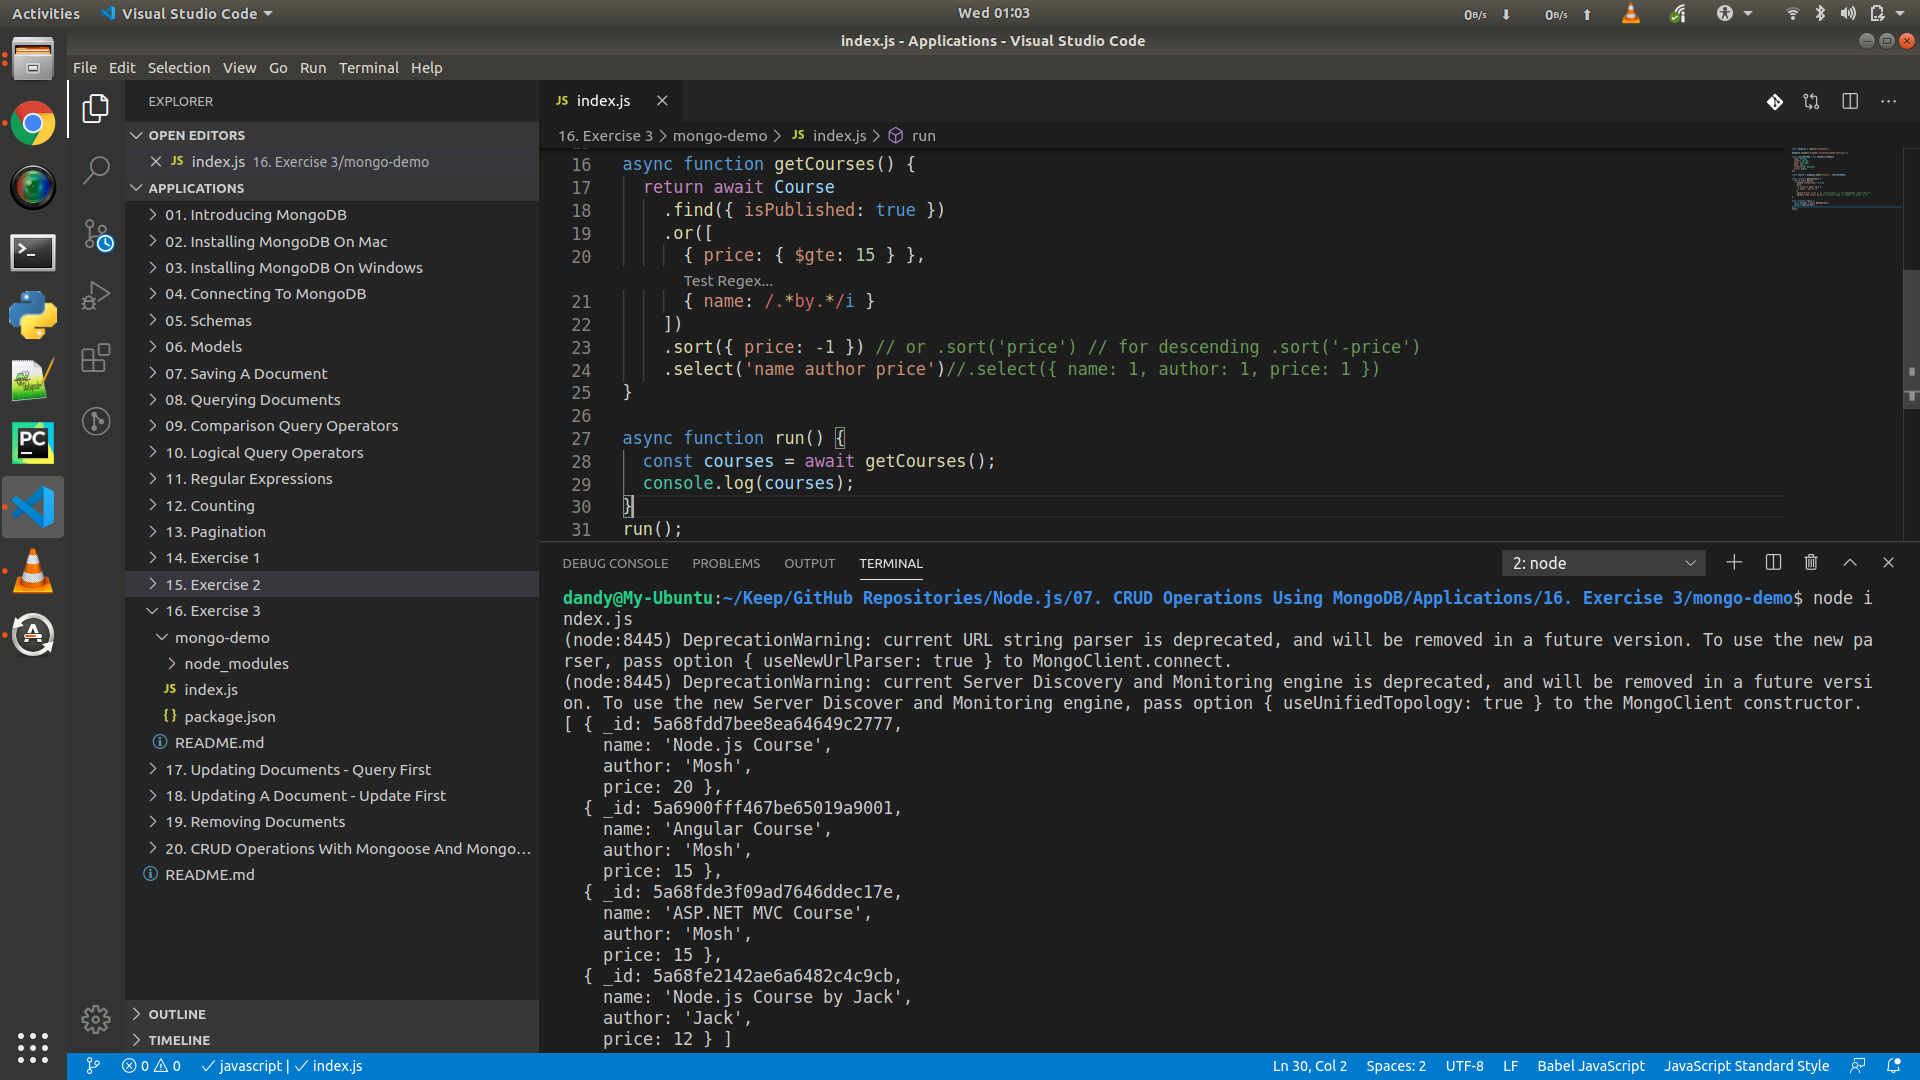 Activities
Visual Studio Code
Wed 01:03
0B/s
0B/s
index.js - Applications - Visual Studio Code
File Edit Selection View Go Run Terminal Help
EXPLORER
OPEN EDITORS
JS index.js 16. Exercise 3/mongo-demo
APPLICATIONS
01. Introducing MongoDB
02. Installing MongoDB On Mac
03. Installing MongoDB On Windows
04. Connecting To MongoDB
05. Schemas
06. Models
07. Saving A Document
08. Querying Documents
09. Comparison Query Operators
10. Logical Query Operators
11. Regular Expressions
12. Counting
13. Pagination
14. Exercise 1
15. Exercise 2
16. Exercise 3
mongo-demo
node_modules
JS index.js
{} package.json
README.md
17. Updating Documents - Query First
18. Updating A Document - Update First
19. Removing Documents
20. CRUD Operations With Mongoose And Mongo...
README.md
OUTLINE
TIMELINE
PC
JS index.js
16. Exercise 3 > mongo-demo > JS index.js > run
16 async function getCourses() {
17 return await Course
18 .find({ isPublished: true })
19 .or([
20 { price: { $gte: 15 } },
Test Regex...
21 { name: /.*by.*/i }
22 ])
23 .sort({ price: -1 }) // or .sort('price') // for descending .sort('-price')
24 .select('name author price')//.select({ name: 1, author: 1, price: 1 })
25 }
26
27 async function run() {
28 const courses = await getCourses();
29 console.log(courses);
30 }
31 run();
DEBUG CONSOLE PROBLEMS OUTPUT TERMINAL
2: node
dandy@My-Ubuntu:~/Keep/GitHub Repositories/Node.js/07. CRUD Operations Using MongoDB/Applications/16. Exercise 3/mongo-demo$ node i
ndex.js
(node:8445) DeprecationWarning: current URL string parser is deprecated, and will be removed in a future version. To use the new pa
rser, pass option { useNewUrlParser: true } to MongoClient.connect.
(node:8445) DeprecationWarning: current Server Discovery and Monitoring engine is deprecated, and will be removed in a future versi
on. To use the new Server Discover and Monitoring engine, pass option { useUnifiedTopology: true } to the MongoClient constructor.
[ { _id: 5a68fdd7bee8ea64649c2777,
name: 'Node.js Course',
author: 'Mosh',
price: 20 },
{ _id: 5a6900fff467be65019a9001,
name: 'Angular Course',
author: 'Mosh',
price: 15 },
{ _id: 5a68fde3f09ad7646ddec17e,
name: 'ASP.NET MVC Course',
author: 'Mosh',
price: 15 },
{ _id: 5a68fe2142ae6a6482c4c9cb,
name: 'Node.js Course by Jack',
author: 'Jack',
price: 12 } ]
0 0 javascript | index.js
Ln 30, Col 2 Spaces: 2 UTF-8 LF Babel JavaScript JavaScript Standard Style